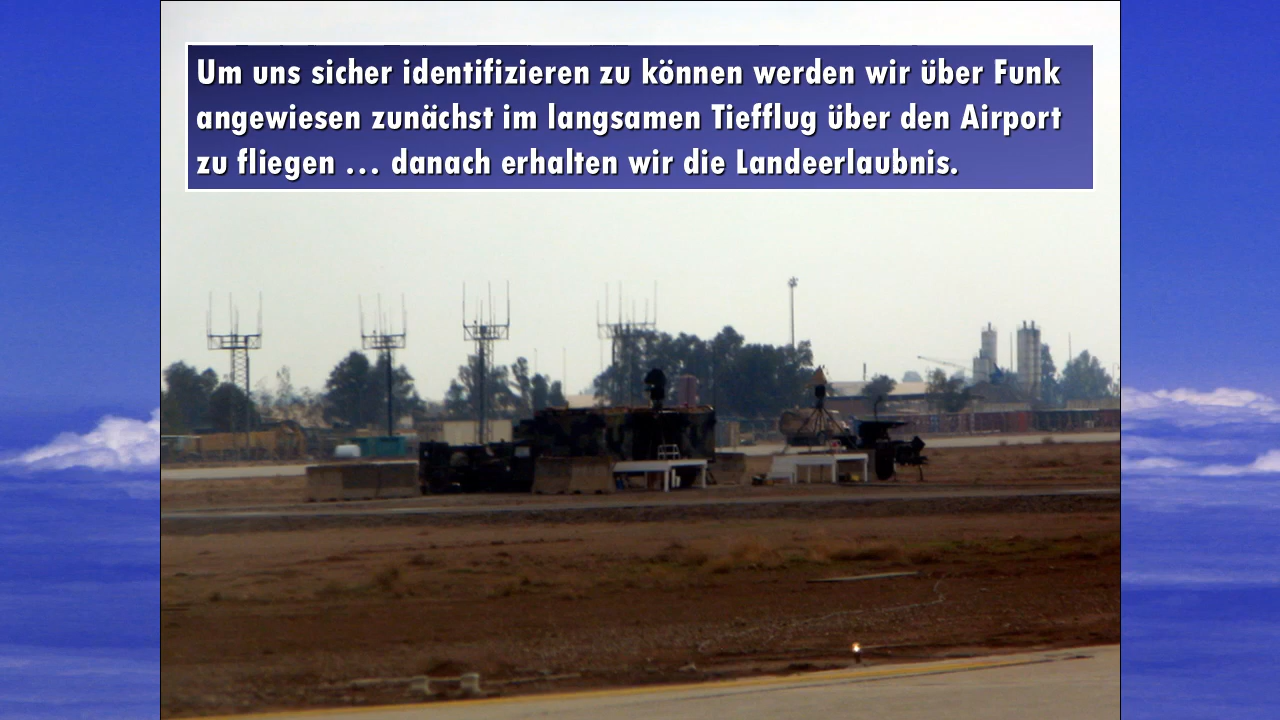 Um uns sicher identifizieren zu können werden wir über Funk
angewiesen zunächst im langsamen Tiefflug über den Airport
zu fliegen … danach erhalten wir die Landeerlaubnis.